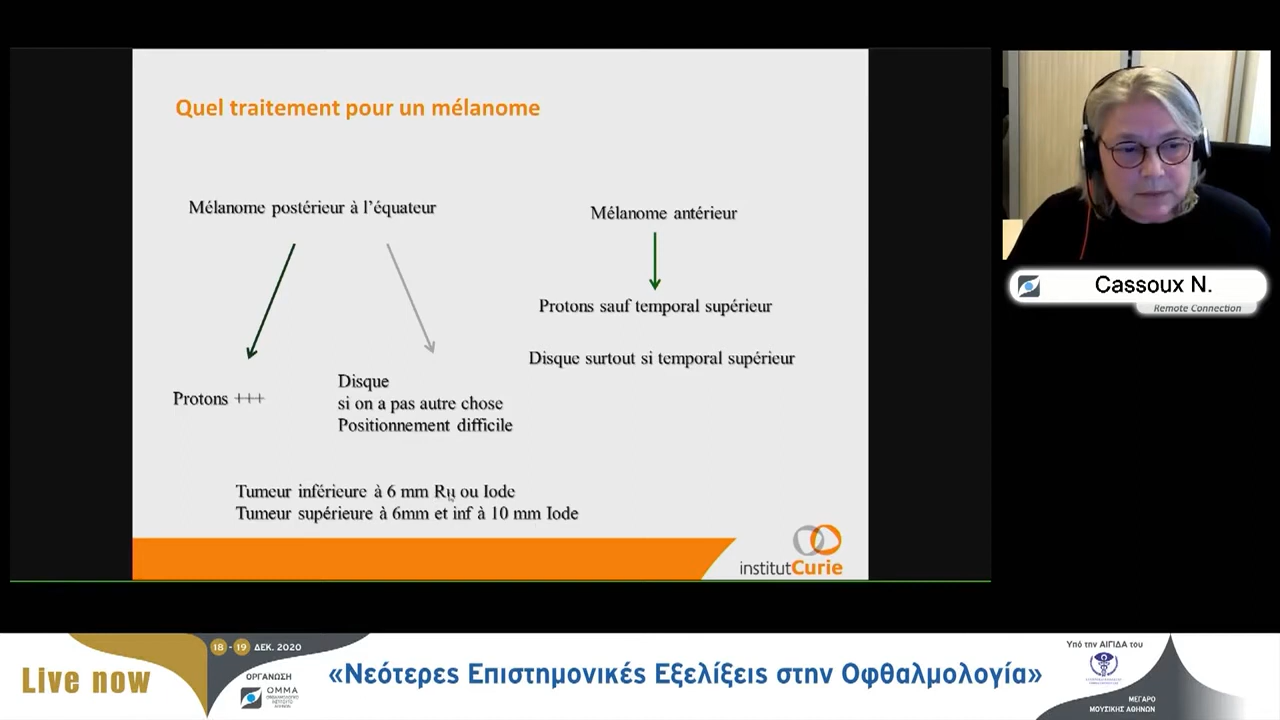 Quel traitement pour un mélanome
Mélanome postérieur à l'équateur
Mélanome antérieur
Protons sauf temporal supérieur
Disque surtout si temporal supérieur
Protons +++
Disque
si on a pas autre chose
Positionnement difficile
Tumeur inférieure à 6 mm Ru ou Iode
Tumeur supérieure à 6mm et inf à 10 mm Iode
institutCurie
Cassoux N.
Remote Connection
Live now
18 - 19 ΔΕΚ. 2020
ΟΡΓΑΝΩΣΗ
ΟΜΜΑ
«Νεότερες Επιστημονικές Εξελίξεις στην Οφθαλμολογία»
Υπό την ΑΙΓΙΔΑ του
ΜΕΓΑΡΟ
ΜΟΥΣΙΚΗΣ ΑΘΗΝΩΝ